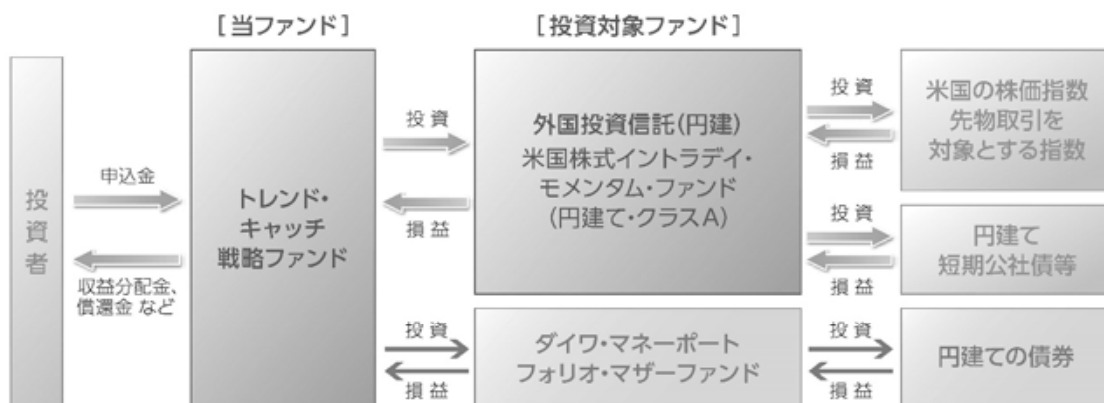 [当ファンド]
[投資対象ファンド]
投資者
申込金
収益分配金、
償還金 など
トレンド・
キャッチ
戦略ファンド
投資
損益
外国投資信託(円建)
米国株式イントラデイ・
モメンタム・ファンド
(円建て・クラスA)
投資
損益
米国の株価指数
先物取引を
対象とする指数
投資
損益
円建て
短期公社債等
投資
損益
ダイワ・マネーポート
フォリオ・マザーファンド
投資
損益
円建ての債券